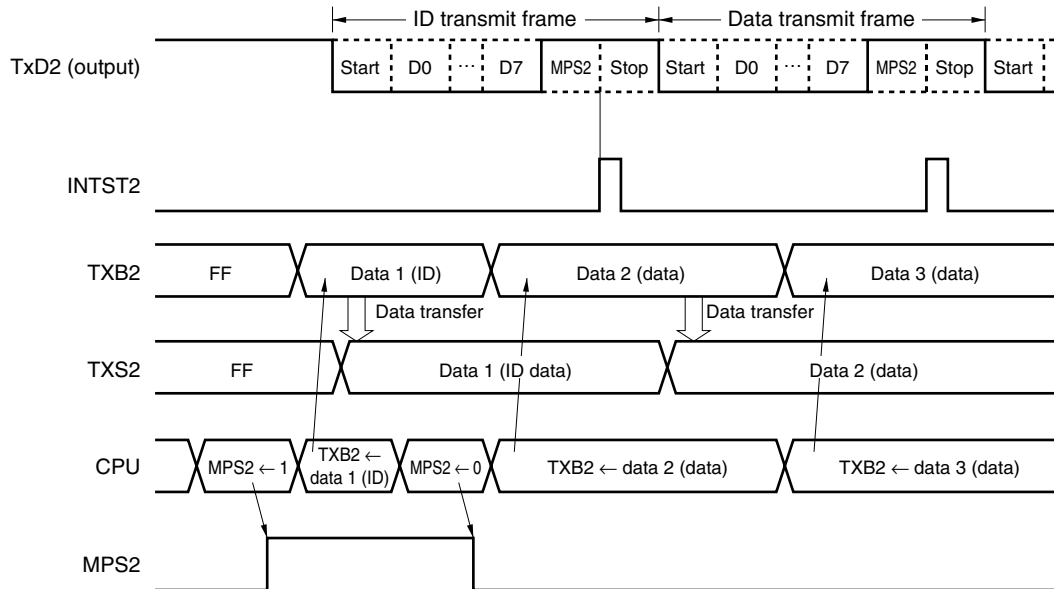 ID transmit frame Data transmit frame
TxD2 (output) Start D0 ... D7 MPS2 Stop Start D0 ... D7 MPS2 Stop Start
INTST2
TXB2 FF Data 1 (ID) Data 2 (data) Data 3 (data)
Data transfer Data transfer
TXS2 FF Data 1 (ID data) Data 2 (data)
CPU MPS2 ← 1 TXB2 ← data 1 (ID) MPS2 ← 0 TXB2 ← data 2 (data) TXB2 ← data 3 (data)
MPS2